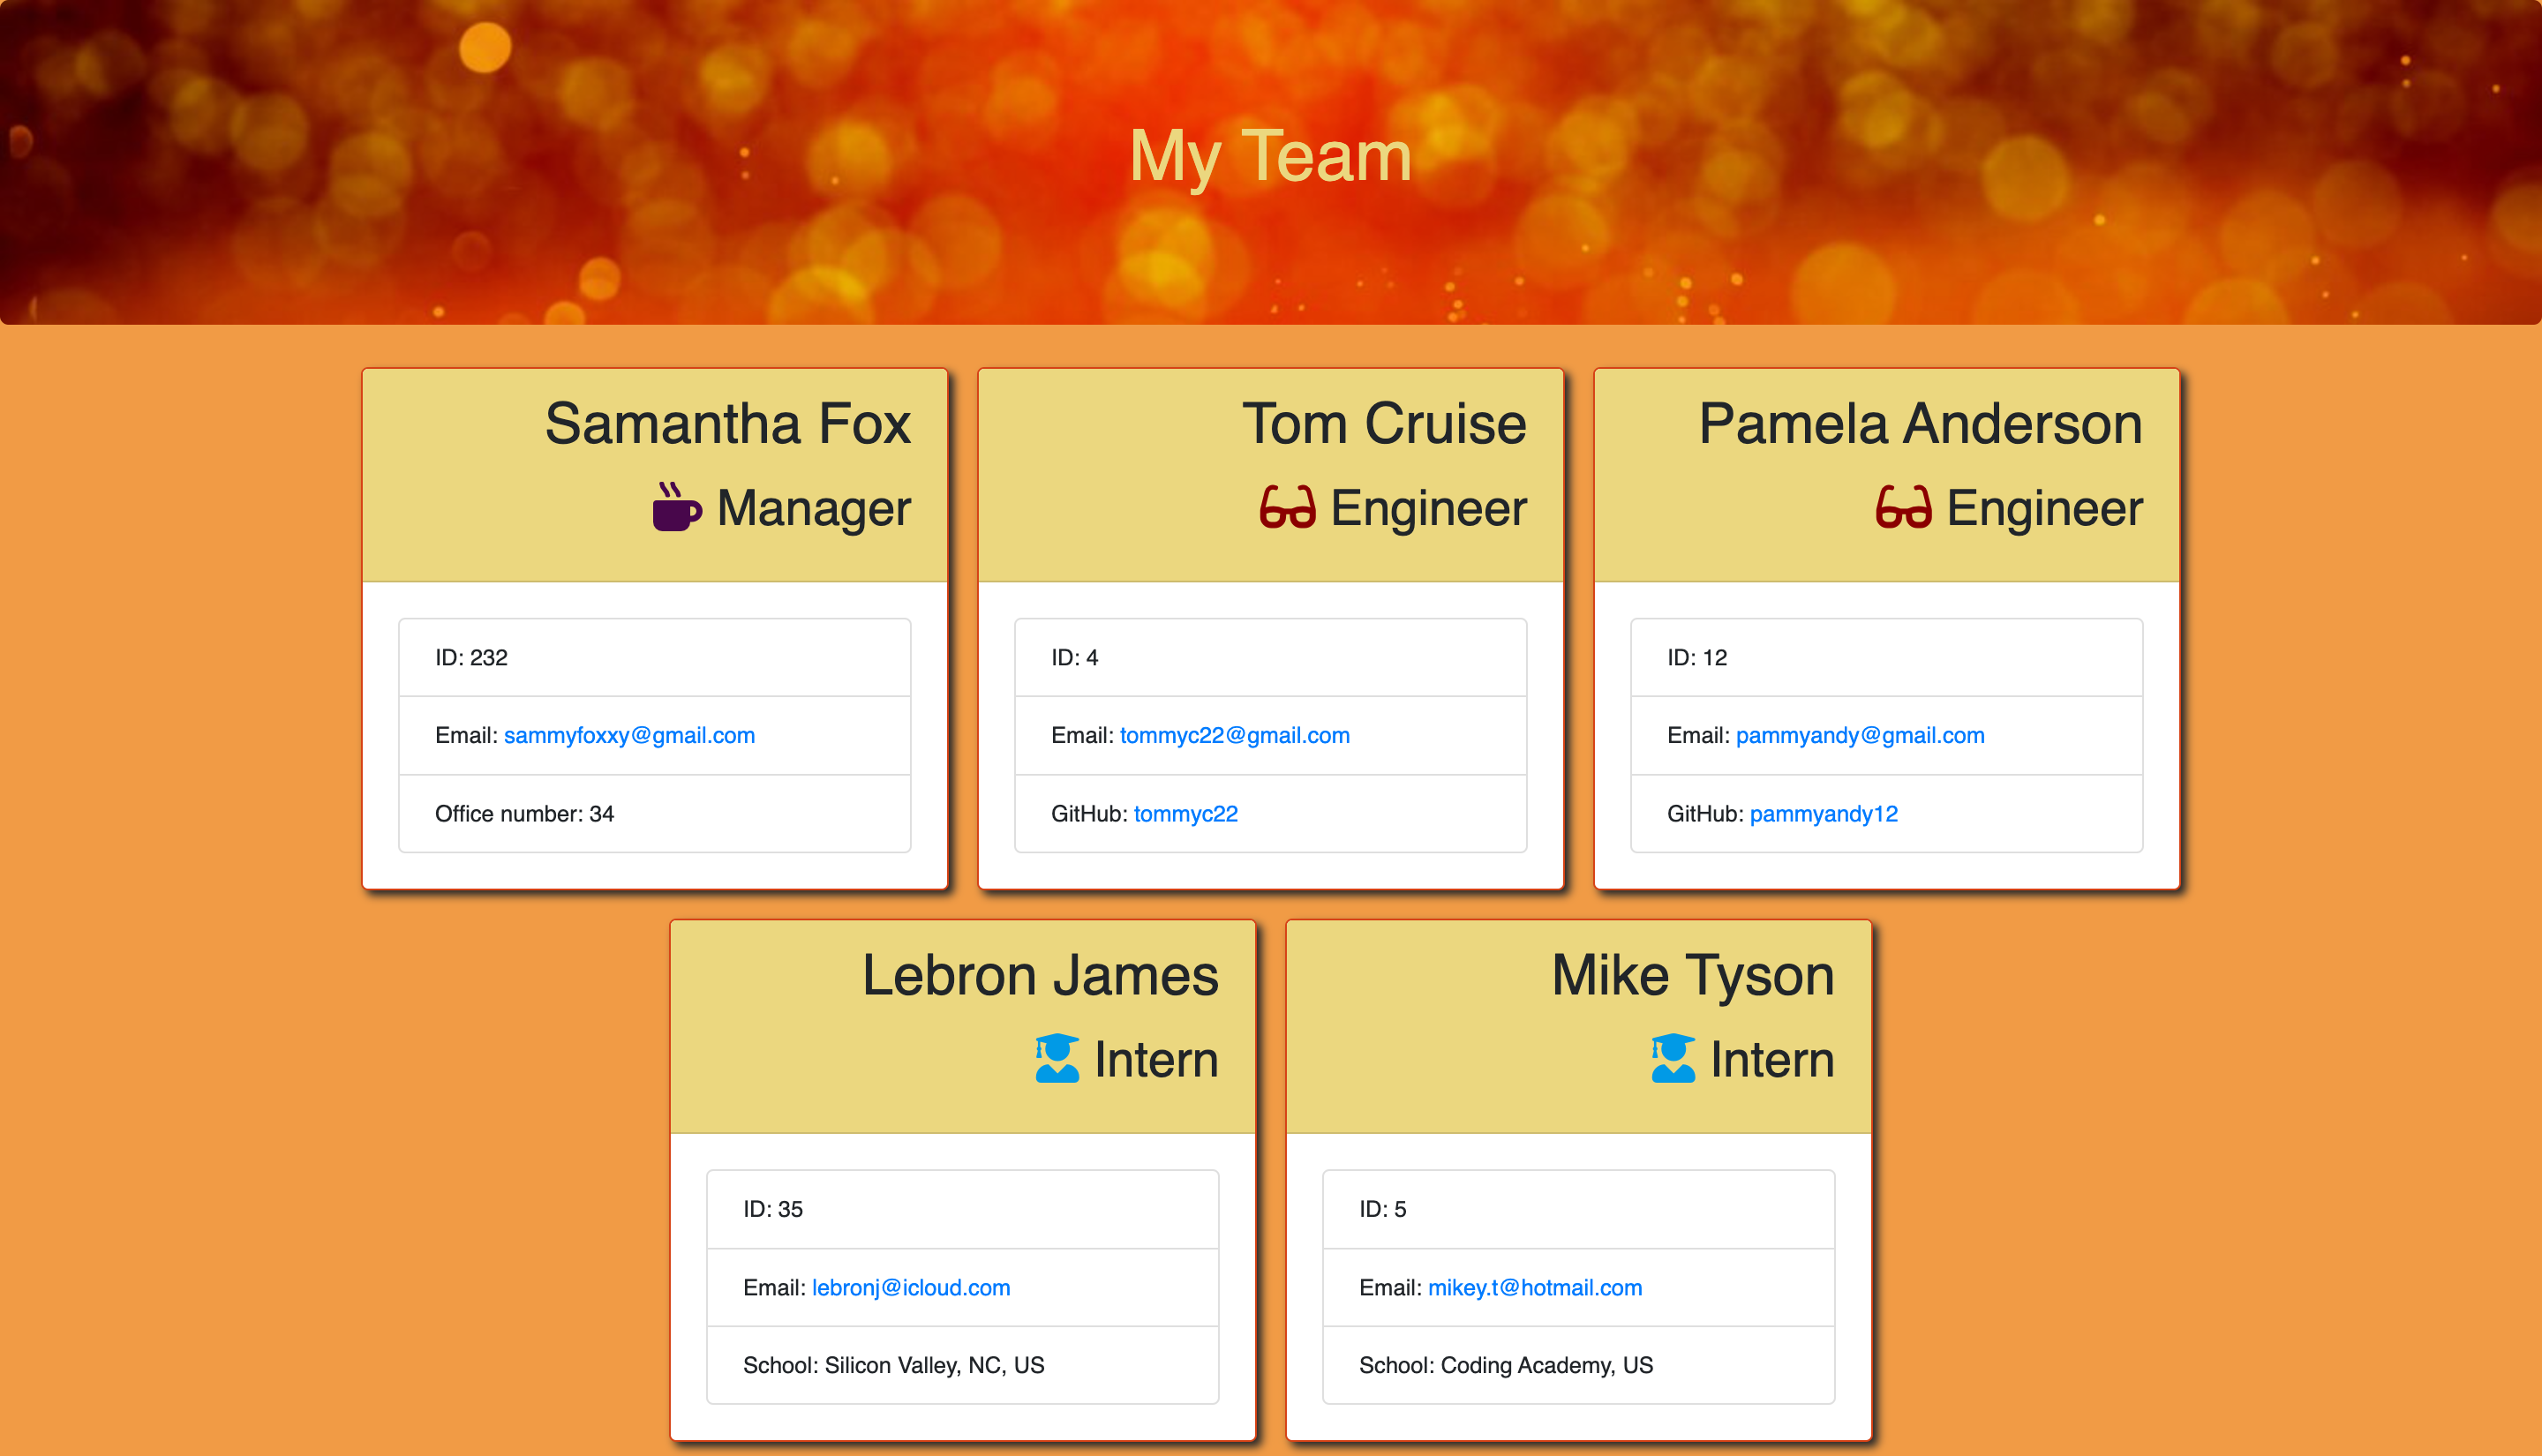 My Team
Samantha Fox
Manager
ID: 232
Email: sammyfoxxy@gmail.com
Office number: 34
Tom Cruise
Engineer
ID: 4
Email: tommyc22@gmail.com
GitHub: tommyc22
Pamela Anderson
Engineer
ID: 12
Email: pammyandy@gmail.com
GitHub: pammyandy12
Lebron James
Intern
ID: 35
Email: lebronj@icloud.com
School: Silicon Valley, NC, US
Mike Tyson
Intern
ID: 5
Email: mikey.t@hotmail.com
School: Coding Academy, US